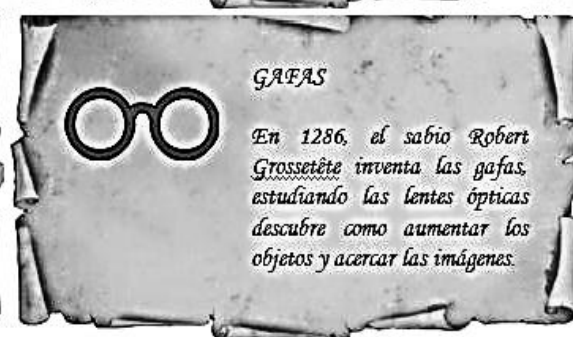 GAFAS
En 1286, el sabio Robert
Grossetête inventa las gafas,
estudiando las lentes ópticas
descubre como aumentar los
objetos y acercar las imágenes.